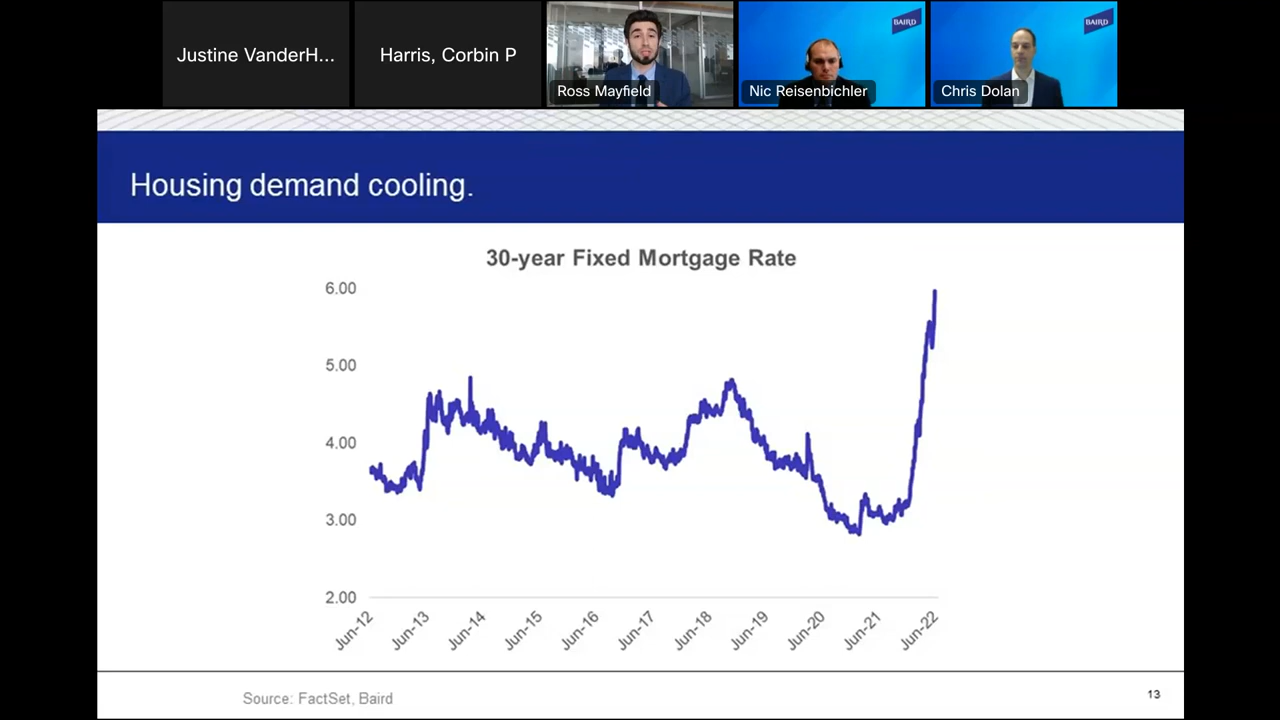 Justine VanderH...
Harris, Corbin P
Ross Mayfield
BAIRD
Nic Reisenbichler
BAIRD
Chris Dolan
Housing demand cooling.
30-year Fixed Mortgage Rate
6.00
5.00
4.00
3.00
2.00
Jun-12
Jun-13
Jun-14
Jun-15
Jun-16
Jun-17
Jun-18
Jun-19
Jun-20
Jun-21
Jun-22
Source: FactSet, Baird
13